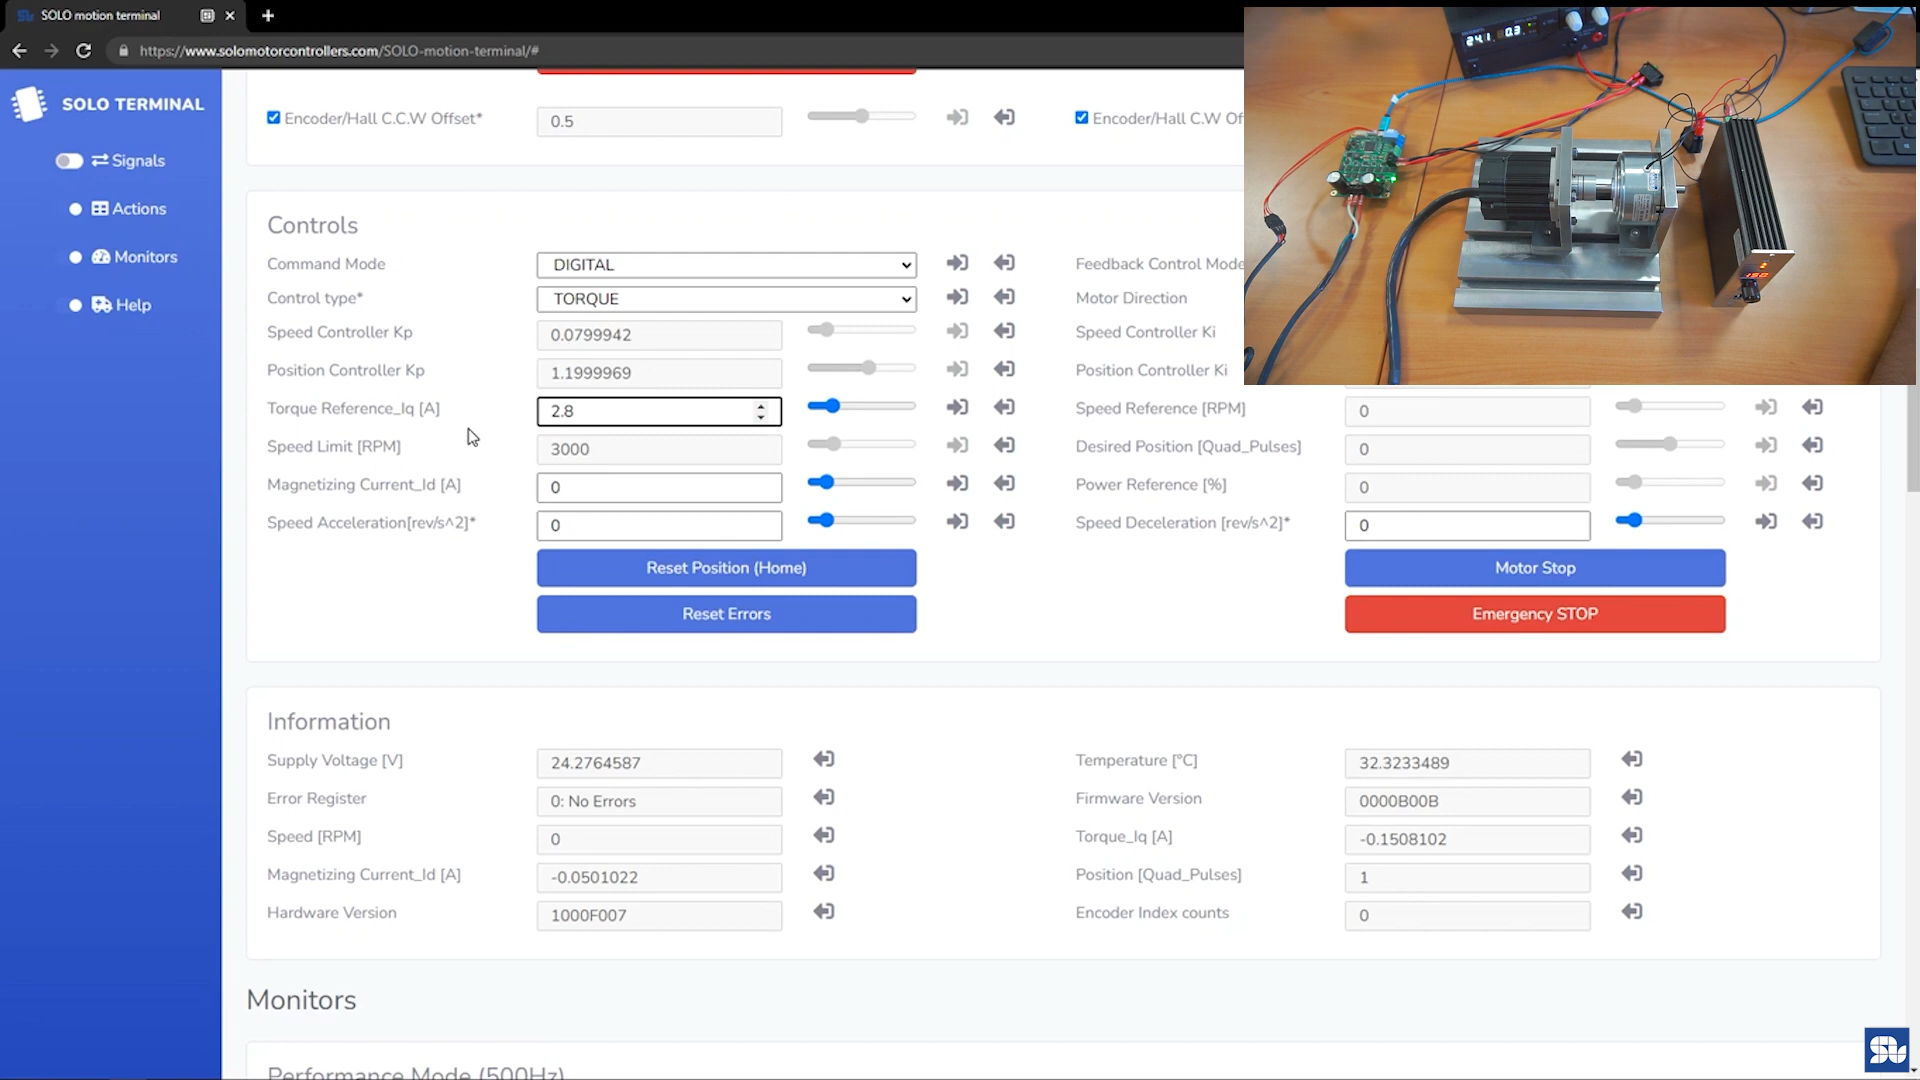 SOLO motion terminal
https://www.solomotorcontrollers.com/SOLO-motion-terminal/#
SOLO TERMINAL
Signals
Actions
Monitors
Help
Encoder/Hall C.C.W Offset* 0.5 Encoder/Hall C.C.W Of
Controls
Command Mode DIGITAL Feedback Control Mode
Control type* TORQUE Motor Direction
Speed Controller Kp 0.0799942 Speed Controller Ki
Position Controller Kp 1.1999969 Position Controller Ki
Torque Reference_Iq [A] 2.8 Speed Reference [RPM] 0
Speed Limit [RPM] 3000 Desired Position [Quad_Pulses] 0
Magnetizing Current_Id [A] 0 Power Reference [%] 0
Speed Acceleration[rev/s^2]* 0 Speed Deceleration [rev/s^2]* 0
Reset Position (Home) Motor Stop
Reset Errors Emergency STOP
Information
Supply Voltage [V] 24.2764587 Temperature [°C] 32.3233489
Error Register 0: No Errors Firmware Version 0000B00B
Speed [RPM] 0 Torque_Iq [A] -0.1508102
Magnetizing Current_Id [A] -0.0501022 Position [Quad_Pulses] 1
Hardware Version 1000F007 Encoder Index counts 0
Monitors
Performance Mode (500Hz)
24.1 0.3